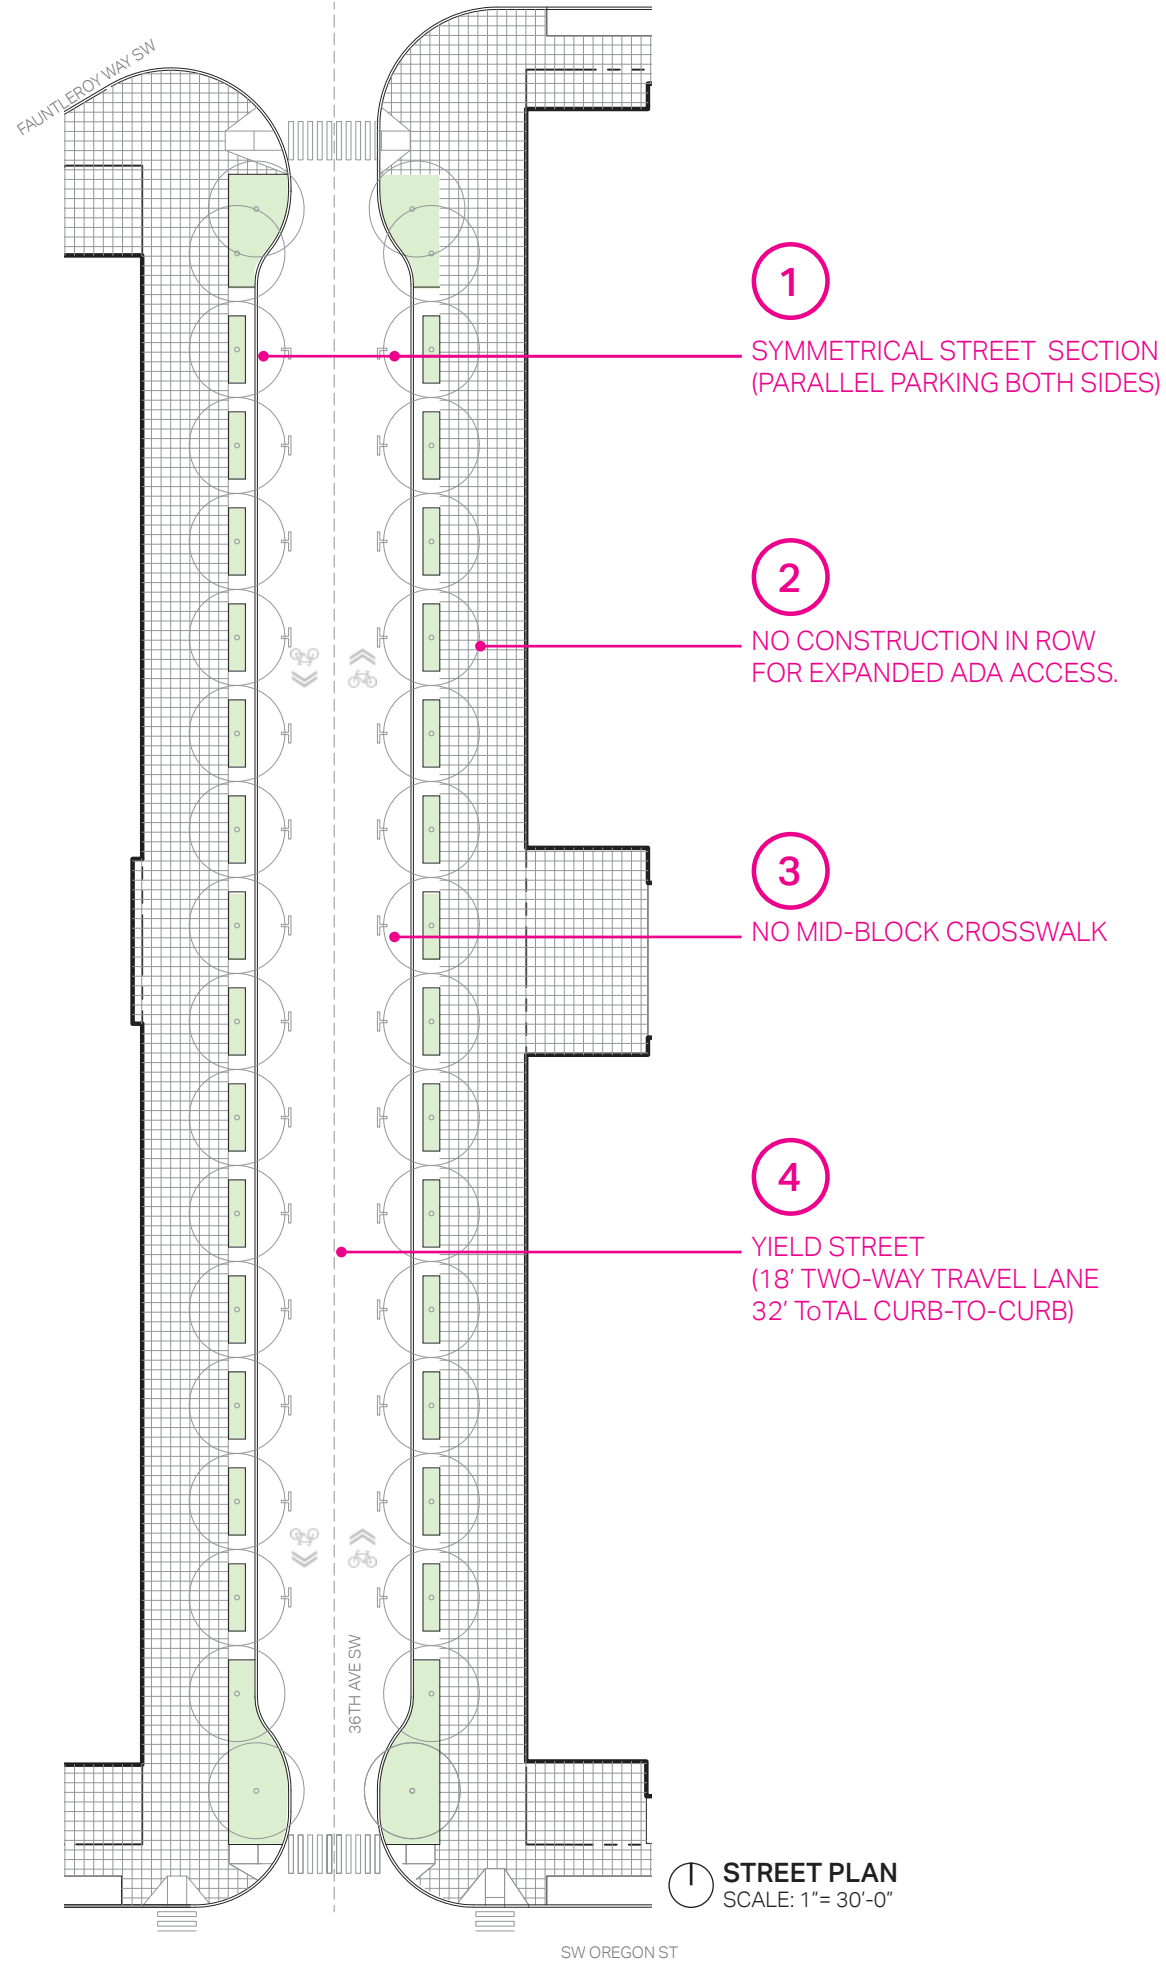 FAUNTLEROY WAY SW
1
SYMMETRICAL STREET SECTION
(PARALLEL PARKING BOTH SIDES)
2
NO CONSTRUCTION IN ROW
FOR EXPANDED ADA ACCESS.
3
NO MID-BLOCK CROSSWALK
4
YIELD STREET
(18' TWO-WAY TRAVEL LANE
32' ToTAL CURB-TO-CURB)
36TH AVE SW
STREET PLAN
SCALE: 1"= 30'-0"
SW OREGON ST